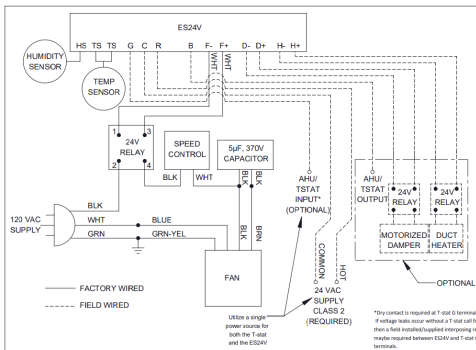 ES24V
HS TS TS G C R B F- F+ D- D+ H- H+
HUMIDITY
SENSOR
TEMP
SENSOR
WHT
WHT
1 3
24V
RELAY
2 4
SPEED
CONTROL
5µF, 370V
CAPACITOR
BLK WHT
BLK
BLK
BLK
BRN
120 VAC
SUPPLY
BLK
WHT
BLUE
GRN
GRN-YEL
FAN
AHU/
TSTAT
INPUT*
(OPTIONAL)
AHU/
TSTAT
OUTPUT
24V
RELAY
24V
RELAY
MOTORIZED
DAMPER
DUCT
HEATER
OPTIONAL
COMMON
HOT
24 VAC
SUPPLY
CLASS 2
(REQUIRED)
FACTORY WIRED
FIELD WIRED
Utilize a single
power source for
both the T-stat
and the ES24V
*Dry contact is required at T-stat G termina
If voltage leaks occur without a T-stat call fo
then a field installed/supplied interposing re
maybe required between ES24V and T-stat
terminals.